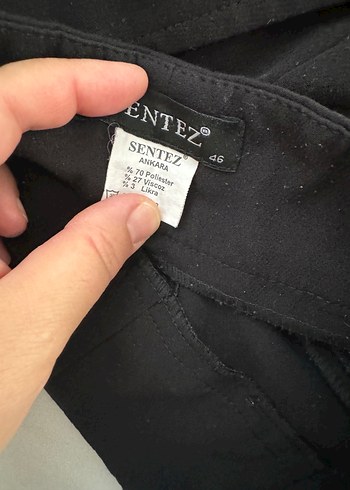 ENTEZ®
46
SENTEZ®
ANKARA
% 70 Poliester
% 27 Viscoz
% 3 Likra